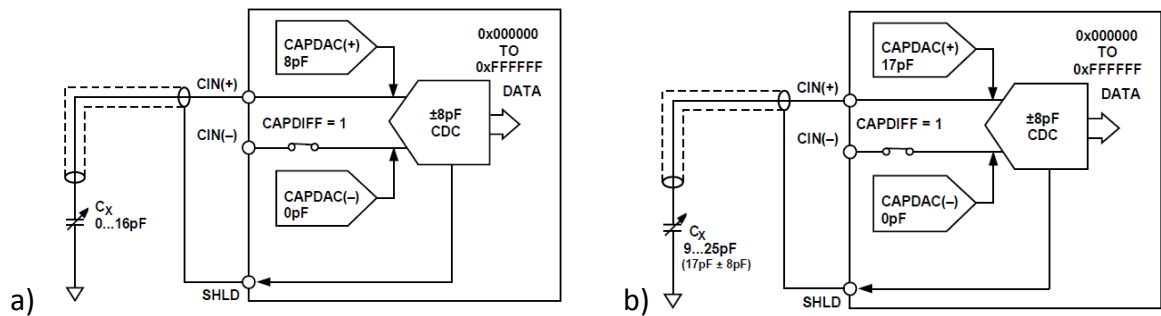 CAPDAC(+)
8pF
0x000000
TO
0xFFFFFF
DATA
CIN(+)
CIN(–)
CAPDIFF = 1
±8pF
CDC
CAPDAC(–)
0pF
CX
0...16pF
SHLD
a)
CAPDAC(+)
17pF
0x000000
TO
0xFFFFFF
DATA
CIN(+)
CIN(–)
CAPDIFF = 1
±8pF
CDC
CAPDAC(–)
0pF
CX
9...25pF
(17pF ± 8pF)
SHLD
b)